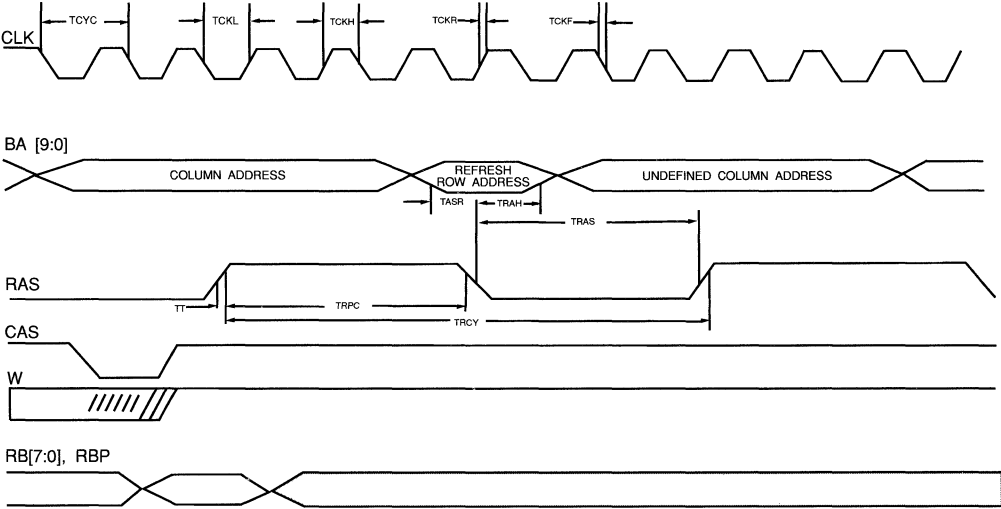 TCYC
TCKL
TCKH
TCKR
TCKF
CLK
BA [9:0]
COLUMN ADDRESS
REFRESH
ROW ADDRESS
UNDEFINED COLUMN ADDRESS
TASR
TRAH
TRAS
RAS
TT
TRPC
TRCY
CAS
W
RB[7:0], RBP